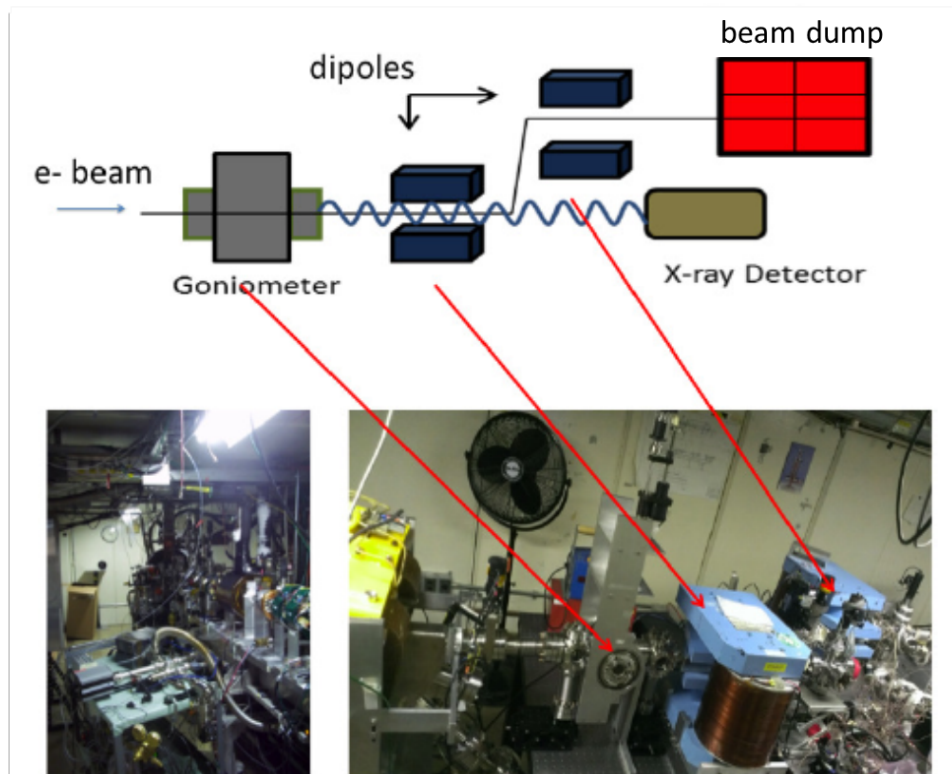 beam dump
dipoles
e- beam
Goniometer
X-ray Detector